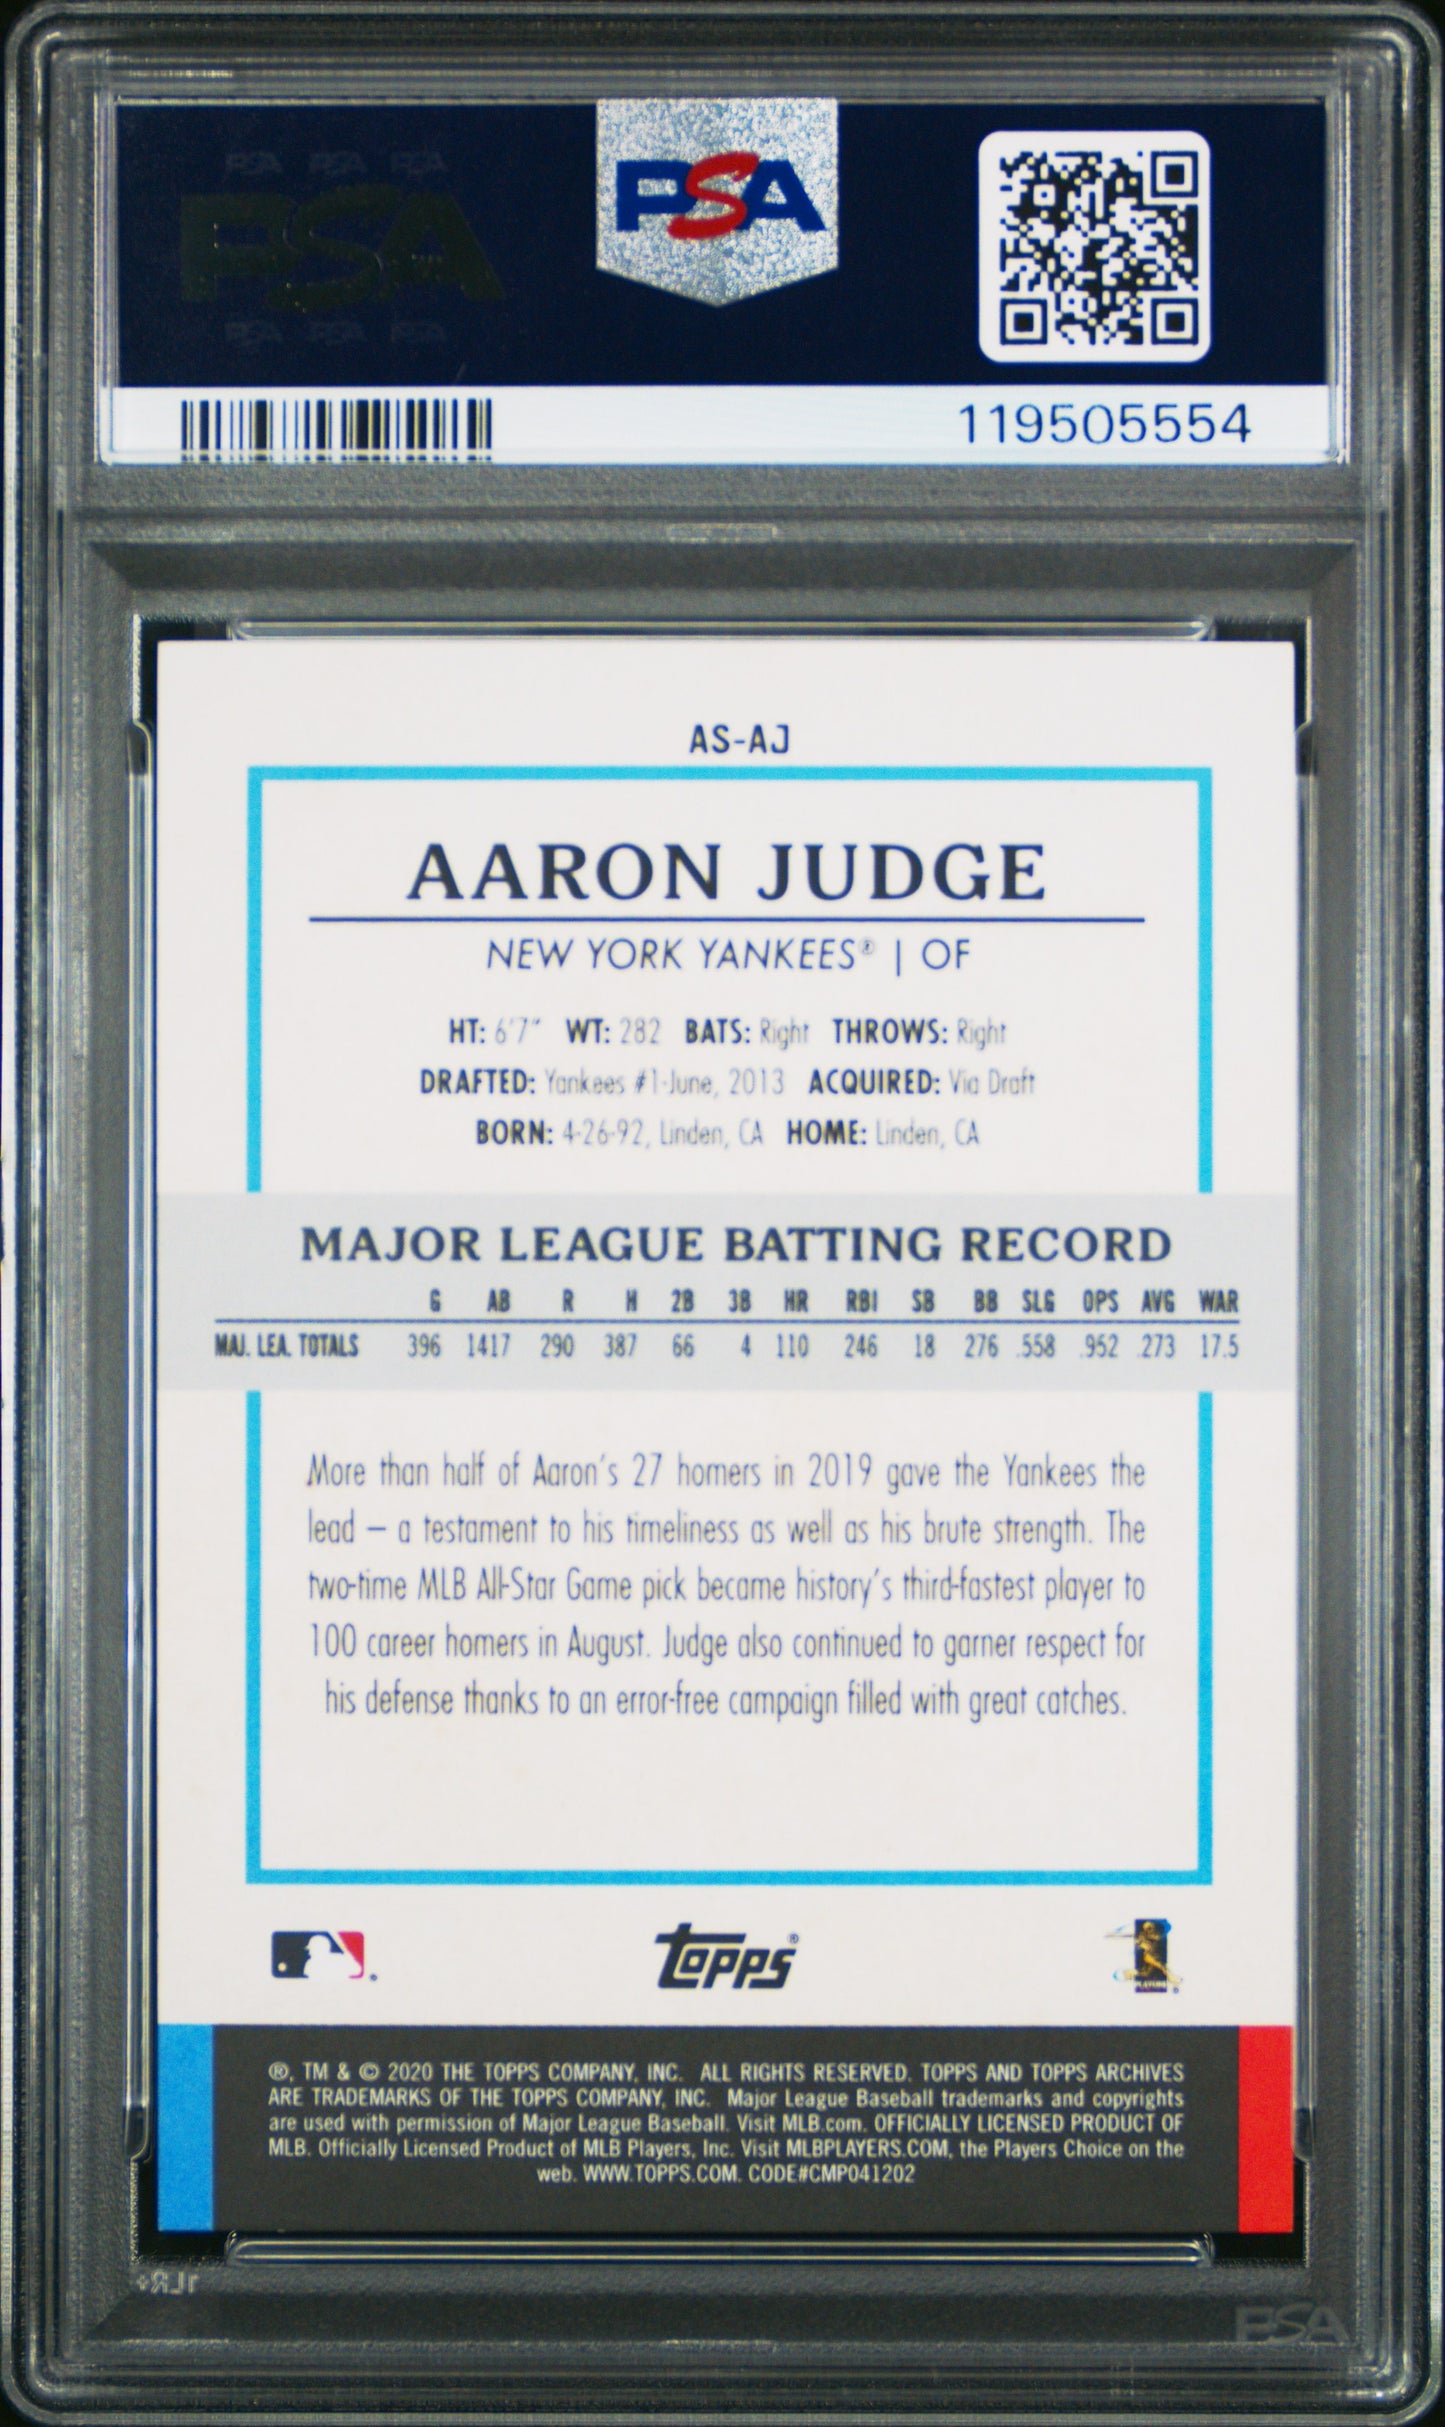 PSA PSA PSA
PSA
PSA
PSA PSA PSA
119505554
AS-AJ
AARON JUDGE
NEW YORK YANKEES® | OF
HT: 6'7" WT: 282 BATS: Right THROWS: Right
DRAFTED: Yankees #1-June, 2013 ACQUIRED: Via Draft
BORN: 4-26-92, Linden, CA HOME: Linden, CA
MAJOR LEAGUE BATTING RECORD
G AB R H 2B 3B HR RBI SB BB SLG OPS AVG WAR
MAJ. LEA. TOTALS 396 1417 290 387 66 4 110 246 18 276 .558 .952 .273 17.5
More than half of Aaron's 27 homers in 2019 gave the Yankees the
lead – a testament to his timeliness as well as his brute strength. The
two-time MLB All-Star Game pick became history's third-fastest player to
100 career homers in August. Judge also continued to garner respect for
his defense thanks to an error-free campaign filled with great catches.
Topps®
PLAYERS
®, TM & © 2020 THE TOPPS COMPANY, INC. ALL RIGHTS RESERVED. TOPPS AND TOPPS ARCHIVES
ARE TRADEMARKS OF THE TOPPS COMPANY, INC. Major League Baseball trademarks and copyrights
are used with permission of Major League Baseball. Visit MLB.com. OFFICIALLY LICENSED PRODUCT OF
MLB. Officially Licensed Product of MLB Players, Inc. Visit MLBPLAYERS.COM, the Players Choice on the
web. WWW.TOPPS.COM. CODE#CMP041202
1LR+
PSA